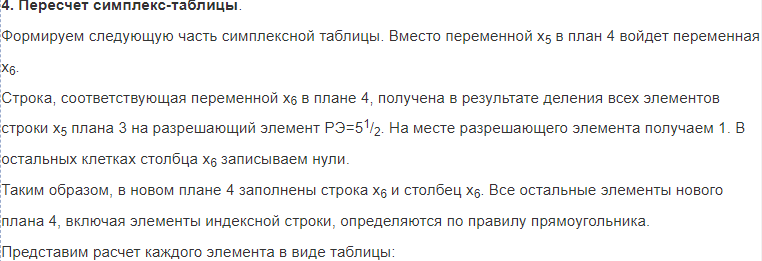 4. Пересчет симплекс-таблицы.
Формируем следующую часть симплексной таблицы. Вместо переменной x₅ в план 4 войдет переменная
x₆.
Строка, соответствующая переменной x₆ в плане 4, получена в результате деления всех элементов
строки x₅ плана 3 на разрешающий элемент РЭ=5¹/₂. На месте разрешающего элемента получаем 1. В
остальных клетках столбца x₆ записываем нули.
Таким образом, в новом плане 4 заполнены строка x₆ и столбец x₆. Все остальные элементы нового
плана 4, включая элементы индексной строки, определяются по правилу прямоугольника.
Представим расчет каждого элемента в виде таблицы: